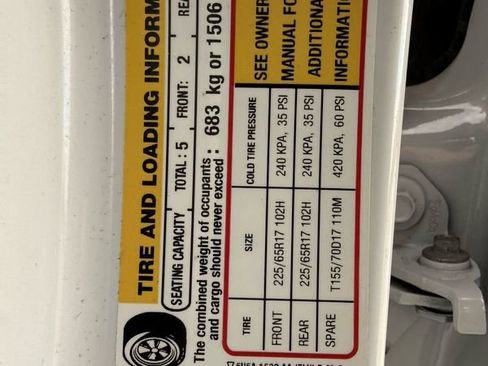 TIRE AND LOADING INFORM
SEATING CAPACITY TOTAL : 5 FRONT: 2 REA
The combined weight of occupants
and cargo should never exceed : 683 kg or 1506
TIRE SIZE COLD TIRE PRESSURE SEE OWNER
FRONT 225/65R17 102H 240 KPA, 35 PSI MANUAL FO
REAR 225/65R17 102H 240 KPA, 35 PSI ADDITIONA
SPARE T155/70D17 110M 420 KPA, 60 PSI INFORMATION